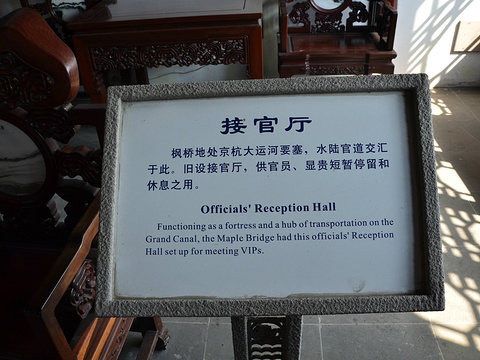 接官厅
枫桥地处京杭大运河要塞，水陆官道交汇
于此。旧设接官厅，供官员、显贵短暂停留和
休息之用。
Officials' Reception Hall
Functioning as a fortress and a hub of transportation on the
Grand Canal, the Maple Bridge had this officials' Reception
Hall set up for meeting VIPs.